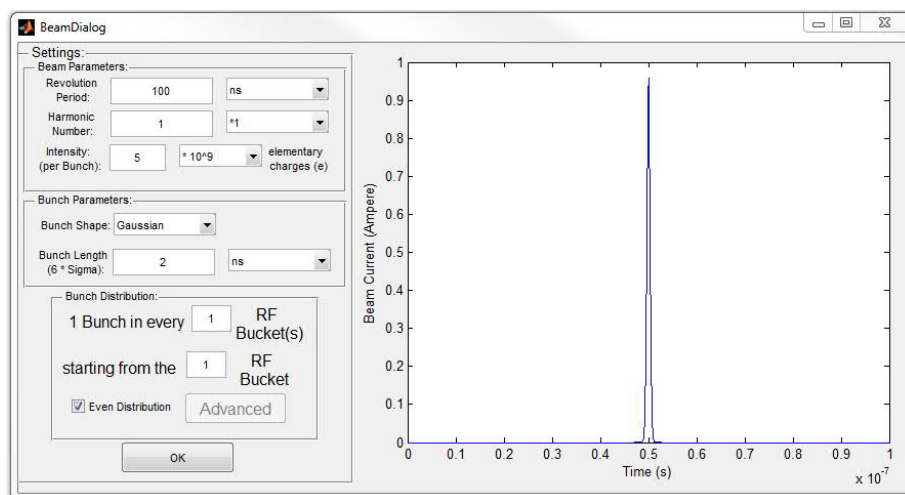 BeamDialog
Settings:
Beam Parameters:
Revolution
Period:
100
ns
Harmonic
Number:
1
*1
Intensity:
(per Bunch):
5
* 10^9
elementary
charges (e)
Bunch Parameters:
Bunch Shape:
Gaussian
Bunch Length
(6 * Sigma):
2
ns
Bunch Distribution:
1 Bunch in every
1
RF
Bucket(s)
starting from the
1
RF
Bucket
Even Distribution
Advanced
OK
Beam Current (Ampere)
1
0.9
0.8
0.7
0.6
0.5
0.4
0.3
0.2
0.1
0
0 0.1 0.2 0.3 0.4 0.5 0.6 0.7 0.8 0.9 1
Time (s)
x 10^-7